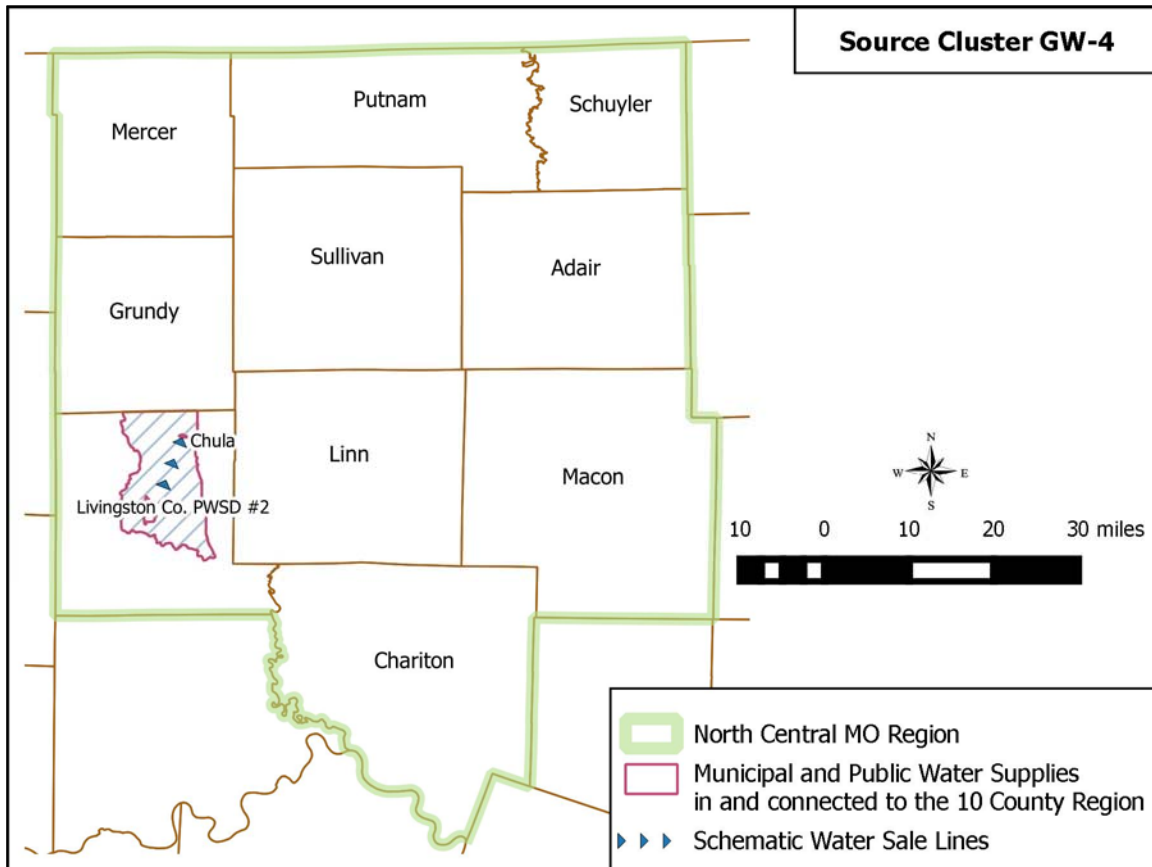 Source Cluster GW-4
Putnam
Schuyler
Mercer
Sullivan
Adair
Grundy
Chula
Linn
Macon
Livingston Co. PWSD #2
N
W E
S
10 0 10 20 30 miles
Chariton
North Central MO Region
Municipal and Public Water Supplies
in and connected to the 10 County Region
Schematic Water Sale Lines